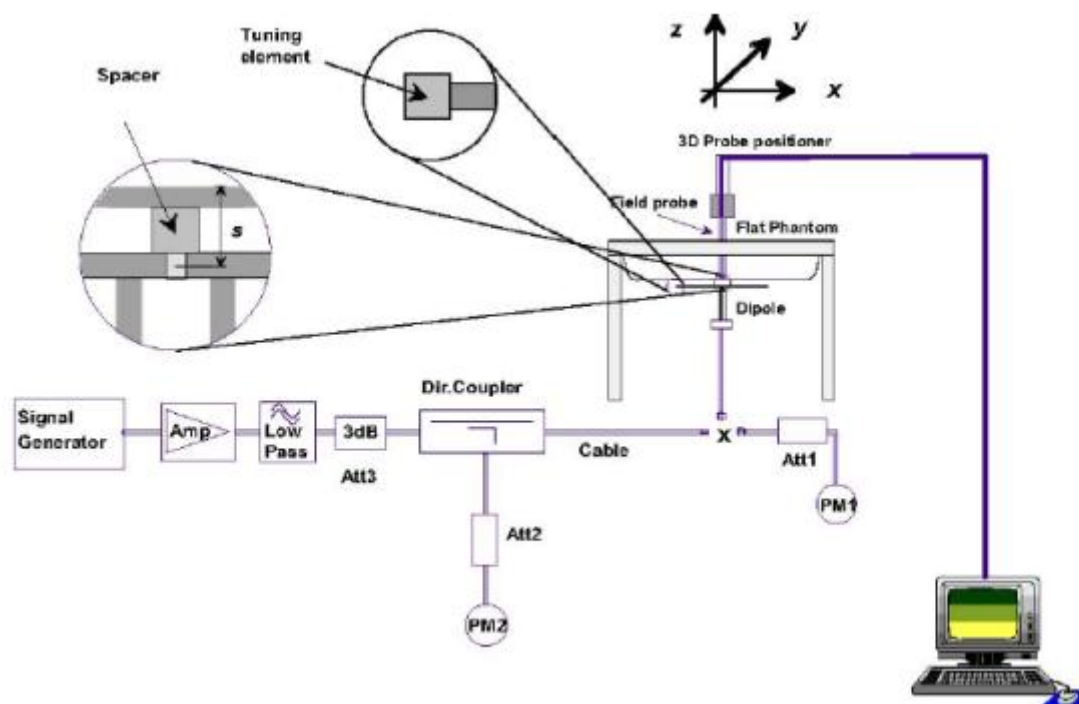 Tuning
element
Spacer
s
z
y
x
3D Probe positioner
Field probe
Flat Phantom
Dipole
Signal
Generator
Amp
Low
Pass
3dB
Att3
Dir.Coupler
Cable
x
Att1
PM1
Att2
PM2